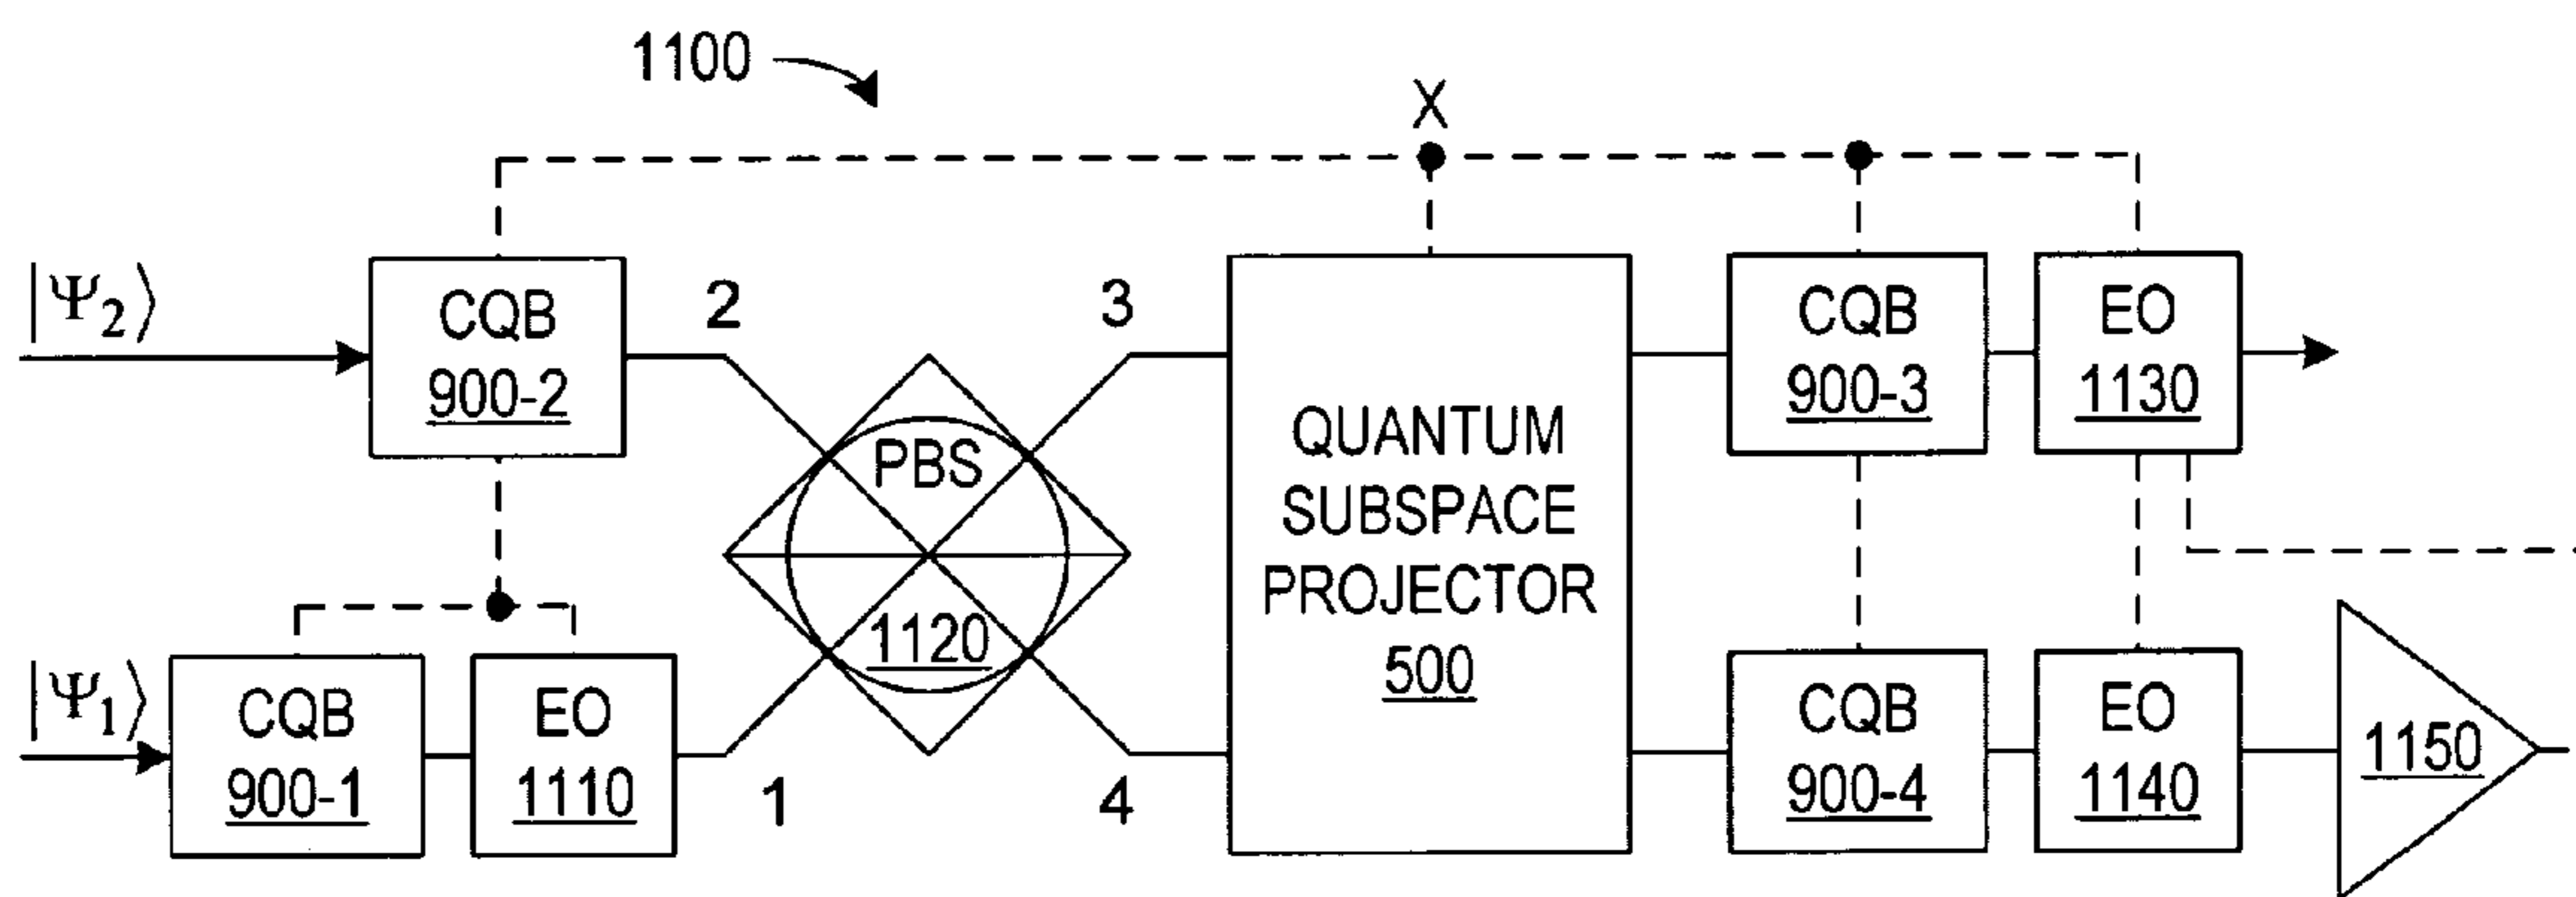 1100
X
|Ψ2⟩
CQB
900-2
2
3
PBS
1120
QUANTUM
SUBSPACE
PROJECTOR
500
CQB
900-3
EO
1130
|Ψ1⟩
CQB
900-1
EO
1110
1
4
CQB
900-4
EO
1140
1150